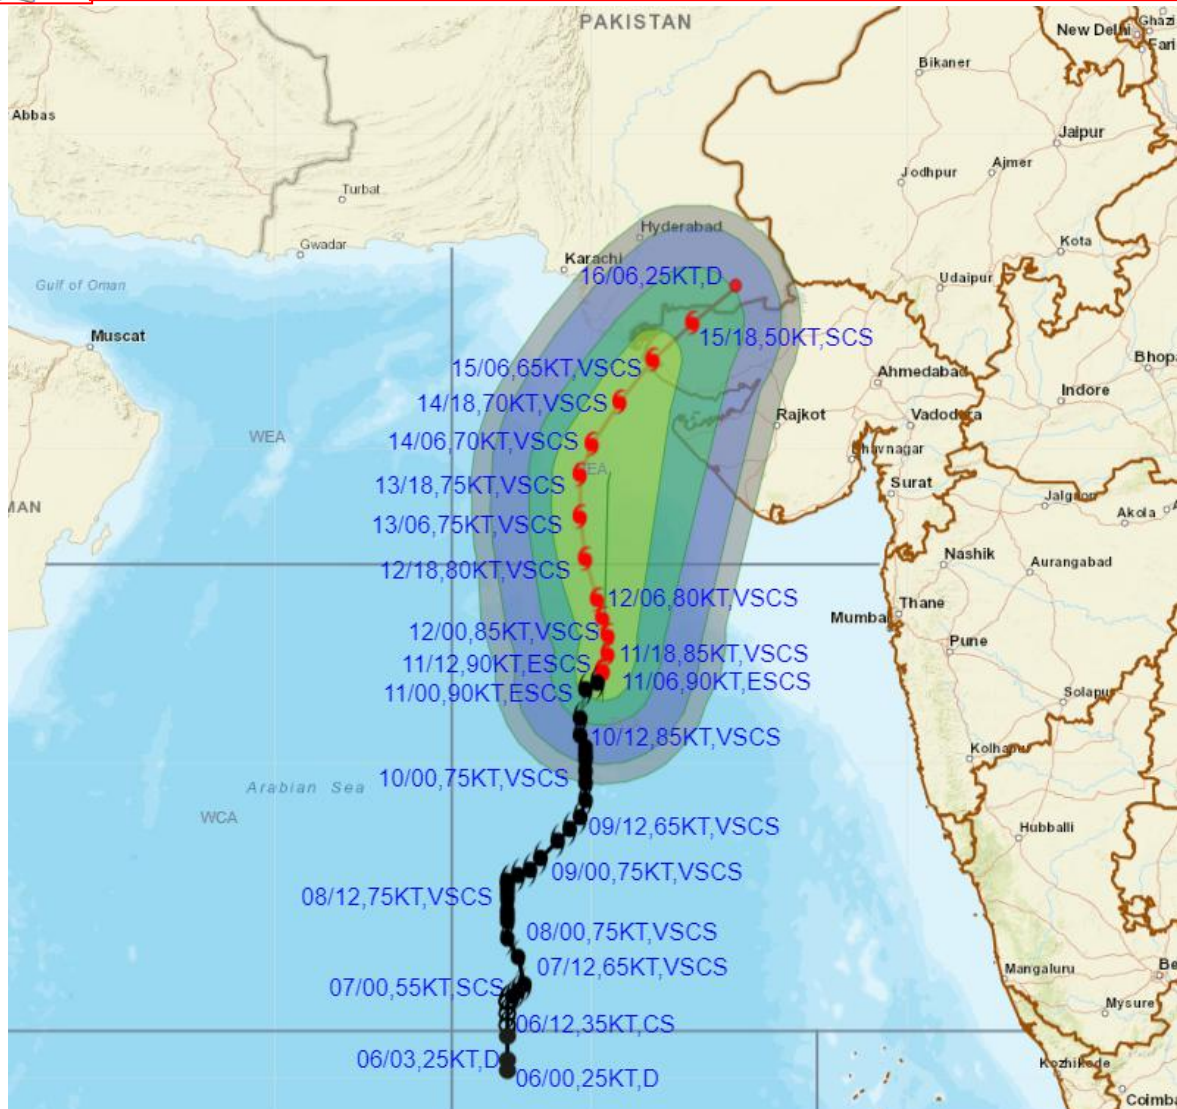 PAKISTAN
New Delhi
Ghazi
Fari
Bikaner
Abbas
Jaipur
Ajmer
Jodhpur
Turbat
Hyderabad
Gwadar
Kota
Karachi
16/06,25KT,D
Udaipur
Gulf of Oman
Muscat
15/18,50KT,SCS
Bhopa
15/06,65KT,VSCS
Ahmedabad
Indore
14/18,70KT,VSCS
Rajkot
Vadodara
WEA
14/06,70KT,VSCS
Bhavnagar
EEA
13/18,75KT,VSCS
Surat
Jalgaon
MAN
Akola
A
13/06,75KT,VSCS
Nashik
Aurangabad
12/18,80KT,VSCS
12/06,80KT,VSCS
Thane
Mumbai
12/00,85KT,VSCS
Pune
11/18,85KT,VSCS
11/12,90KT,ESCS
11/06,90KT,ESCS
11/00,90KT,ESCS
Solapur
10/12,85KT,VSCS
Kolhapur
10/00,75KT,VSCS
Arabian Sea
WCA
09/12,65KT,VSCS
Hubballi
09/00,75KT,VSCS
08/12,75KT,VSCS
08/00,75KT,VSCS
07/12,65KT,VSCS
Mangaluru
Be
07/00,55KT,SCS
Mysure
06/12,35KT,CS
06/03,25KT,D
Kozhikode
06/00,25KT,D
Coimb